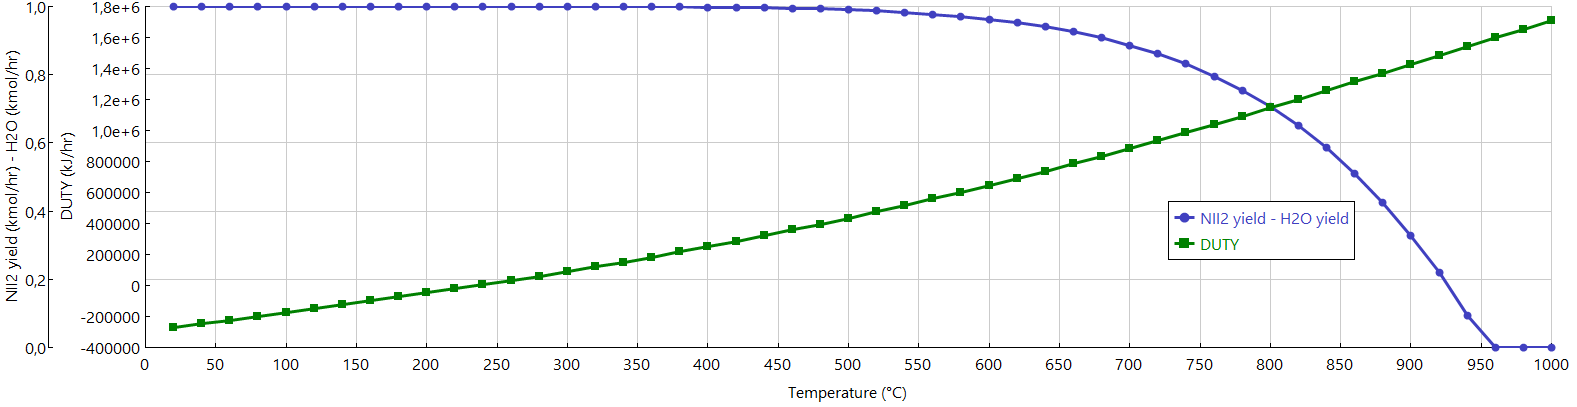 NII2 yield (kmol/hr) - H2O (kmol/hr)
1,0
0,8
0,6
0,4
0,2
0,0
DUTY (kJ/hr)
1,8e+6
1,6e+6
1,4e+6
1,2e+6
1,0e+6
800000
600000
400000
200000
0
-200000
-400000
NII2 yield - H2O yield
DUTY
0 50 100 150 200 250 300 350 400 450 500 550 600 650 700 750 800 850 900 950 1000
Temperature (°C)